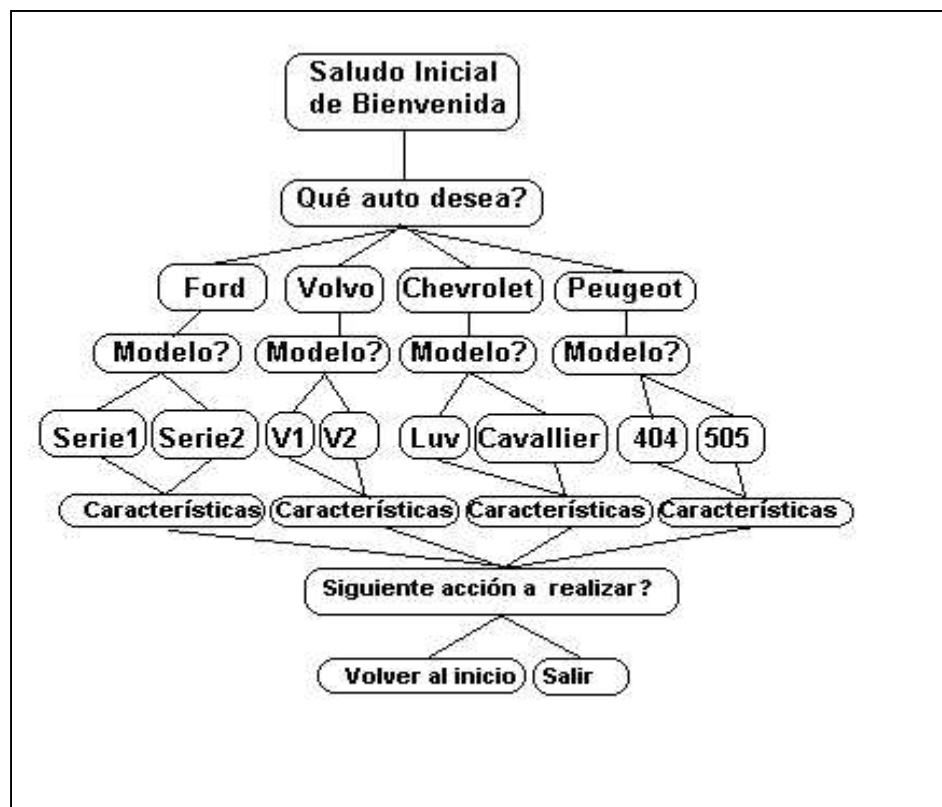 Saludo Inicial
de Bienvenida
Qué auto desea?
Ford
Volvo
Chevrolet
Peugeot
Modelo?
Modelo?
Modelo?
Modelo?
Serie1
Serie2
V1
V2
Luv
Cavallier
404
505
Características
Características
Características
Características
Siguiente acción a realizar?
Volver al inicio
Salir